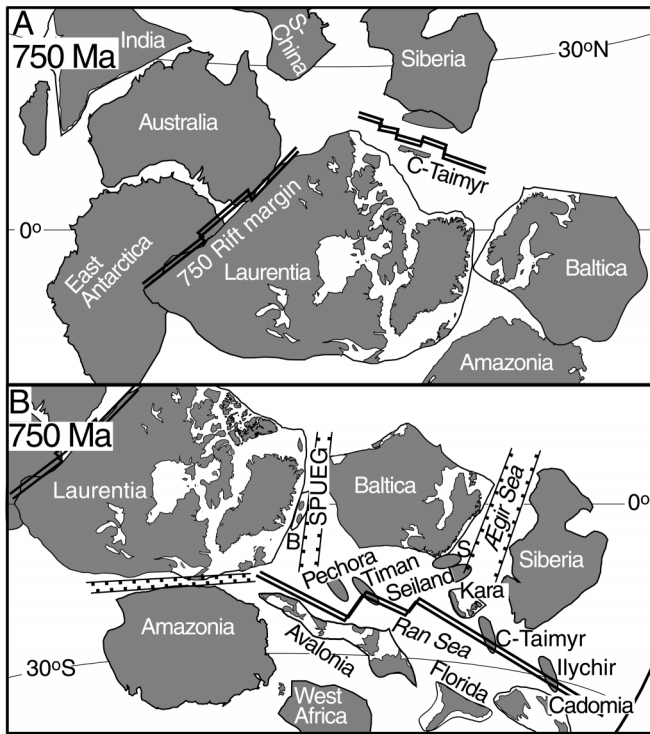 A
750 Ma
India
S-
China
Siberia
30°N
Australia
C-Taimyr
0°
750 Rift margin
East
Antarctica
Laurentia
Baltica
Amazonia
B
750 Ma
Laurentia
SPUEG
Baltica
Ægir Sea
0°
B
S
Siberia
Pechora
Timan
Seiland
Kara
Amazonia
Avalonia
Ran Sea
C-Taimyr
30°S
Ilychir
West
Africa
Florida
Cadomia